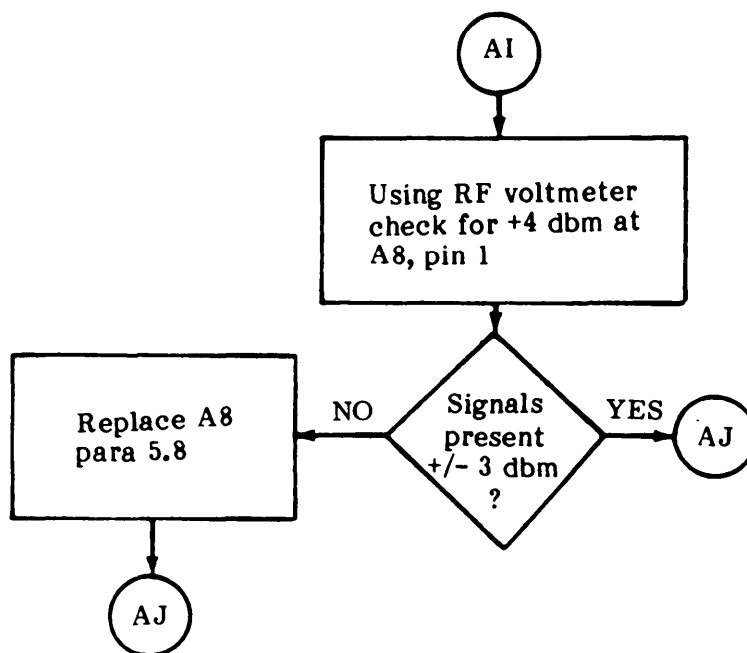 AI
Using RF voltmeter
check for +4 dbm at
A8, pin 1
Signals
present
+/- 3 dbm
?
NO
YES
Replace A8
para 5.8
AJ
AJ